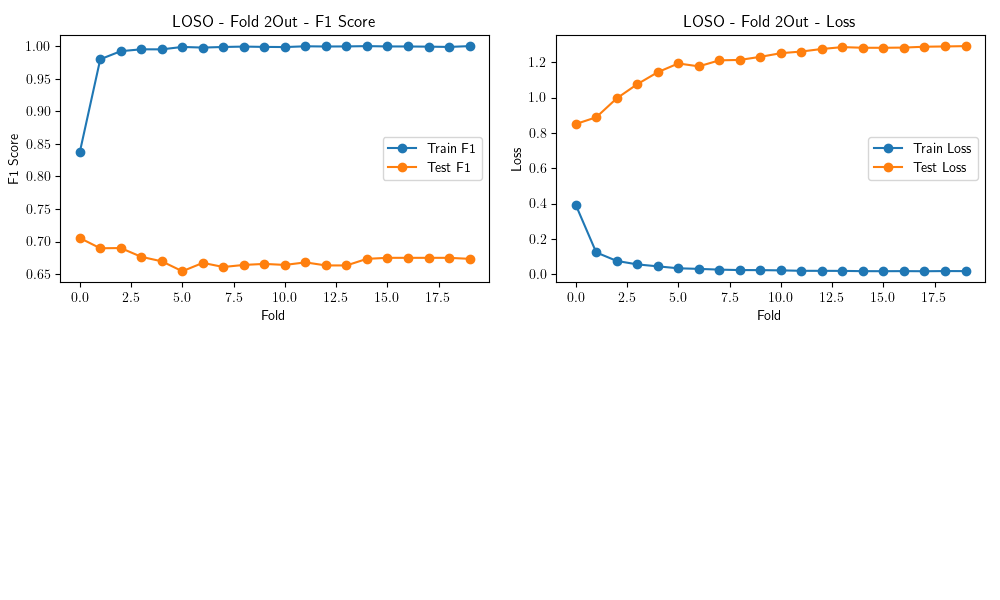 LOSO - Fold 2Out - F1 Score
F1 Score
1.00
0.95
0.90
0.85
0.80
0.75
0.70
0.65
Train F1
Test F1
0.0 2.5 5.0 7.5 10.0 12.5 15.0 17.5
Fold
LOSO - Fold 2Out - Loss
Loss
1.2
1.0
0.8
0.6
0.4
0.2
0.0
Train Loss
Test Loss
0.0 2.5 5.0 7.5 10.0 12.5 15.0 17.5
Fold